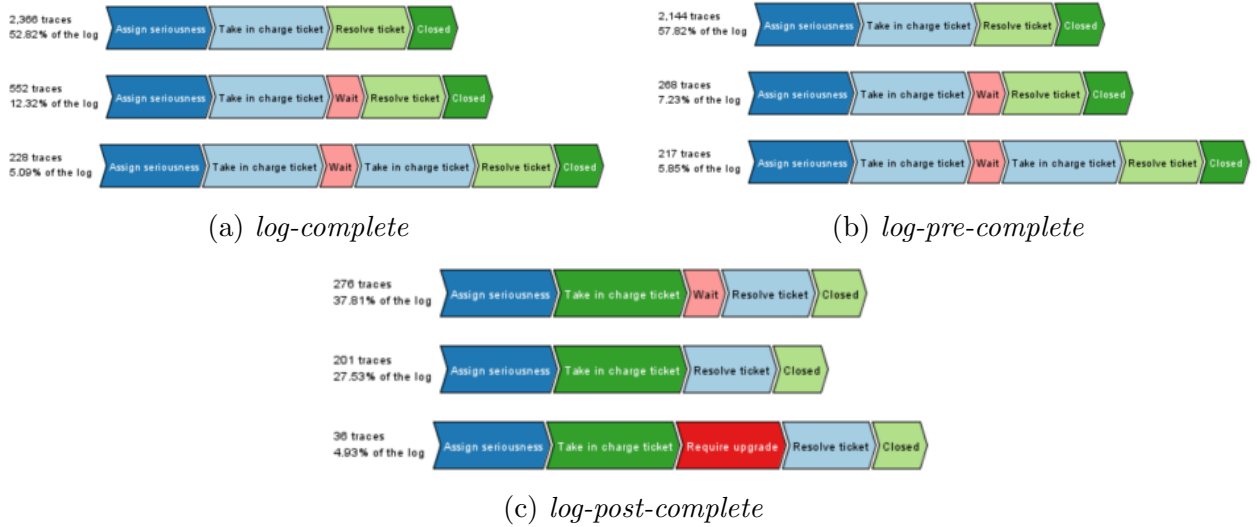 2,366 traces
52.82% of the log
Assign seriousness Take in charge ticket Resolve ticket Closed
552 traces
12.32% of the log
Assign seriousness Take in charge ticket Wait Resolve ticket Closed
228 traces
5.09% of the log
Assign seriousness Take in charge ticket Wait Take in charge ticket Resolve ticket Closed
(a) log-complete
2,144 traces
57.82% of the log
Assign seriousness Take in charge ticket Resolve ticket Closed
268 traces
7.23% of the log
Assign seriousness Take in charge ticket Wait Resolve ticket Closed
217 traces
5.85% of the log
Assign seriousness Take in charge ticket Wait Take in charge ticket Resolve ticket Closed
(b) log-pre-complete
276 traces
37.81% of the log
Assign seriousness Take in charge ticket Wait Resolve ticket Closed
201 traces
27.53% of the log
Assign seriousness Take in charge ticket Resolve ticket Closed
36 traces
4.93% of the log
Assign seriousness Take in charge ticket Require upgrade Resolve ticket Closed
(c) log-post-complete